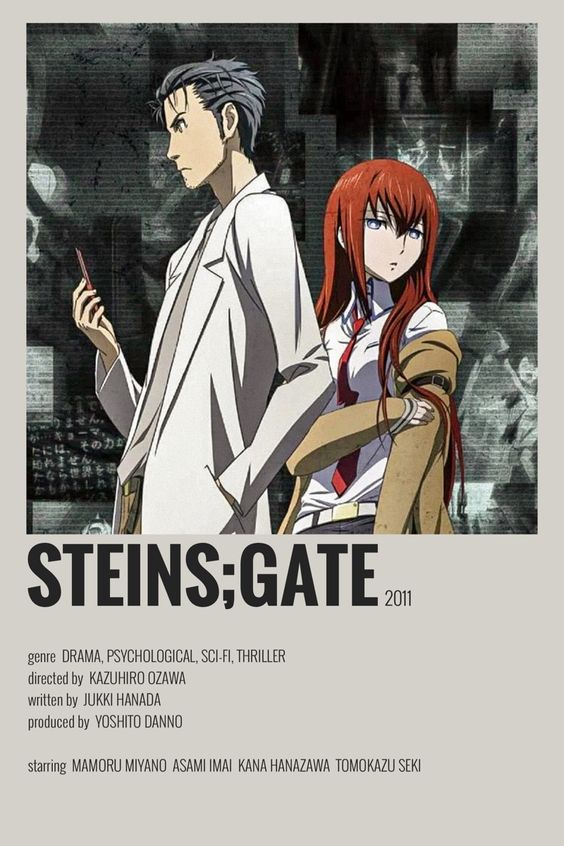 STEINS;GATE 2011
genre DRAMA, PSYCHOLOGICAL, SCI-FI, THRILLER
directed by KAZUHIRO OZAWA
written by JUKKI HANADA
produced by YOSHITO DANNO
starring MAMORU MIYANO ASAMI IMAI KANA HANAZAWA TOMOKAZU SEKI